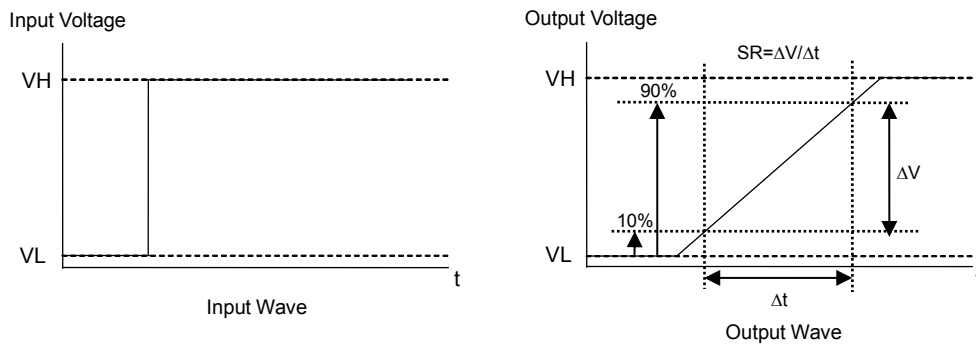 Input Voltage
VH
VL
t
Input Wave
Output Voltage
SR=ΔV/Δt
VH
90%
ΔV
10%
VL
t
Δt
Output Wave